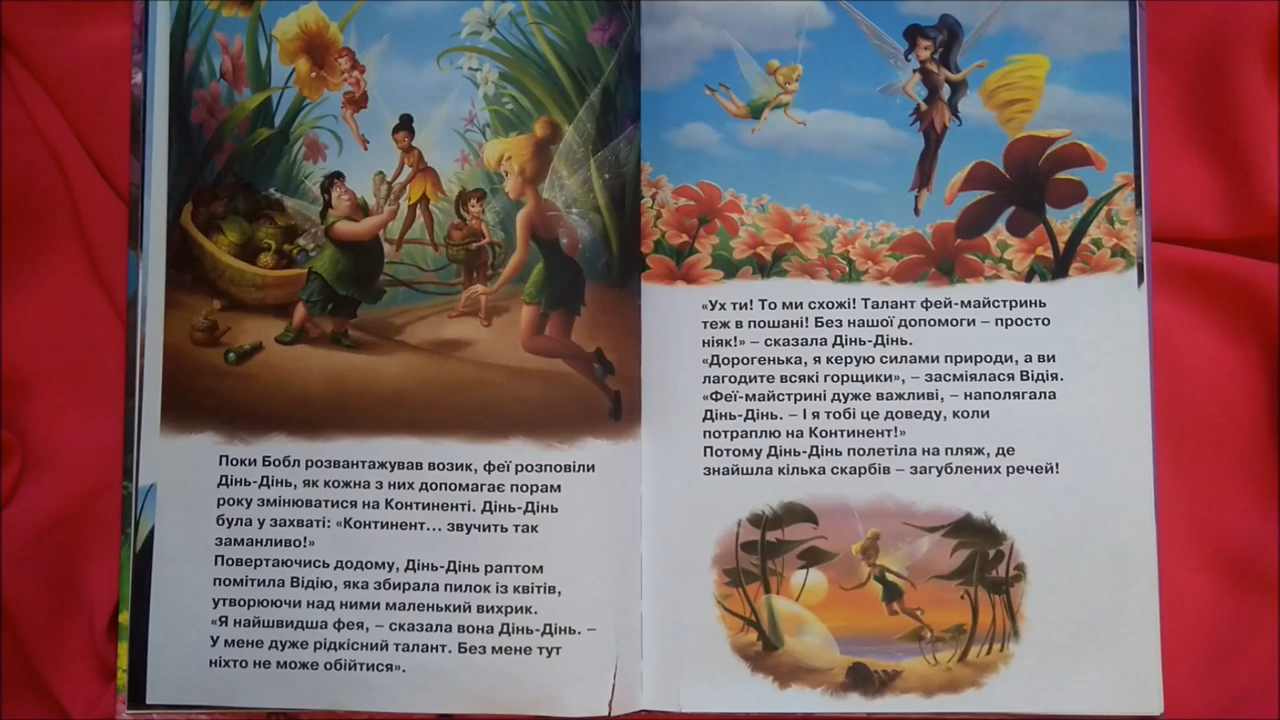 Поки Бобл розвантажував возик, феї розповіли
Дінь-Дінь, як кожна з них допомагає порам
року змінюватися на Континенті. Дінь-Дінь
була у захваті: «Континент... звучить так
заманливо!»
Повертаючись додому, Дінь-Дінь раптом
помітила Відію, яка збирала пилок із квітів,
утворюючи над ними маленький вихрик.
«Я найшвидша фея, – сказала вона Дінь-Дінь. –
У мене дуже рідкісний талант. Без мене тут
ніхто не може обійтися».
«Ух ти! То ми схожі! Талант фей-майстринь
теж в пошані! Без нашої допомоги – просто
ніяк!» – сказала Дінь-Дінь.
«Дорогенька, я керую силами природи, а ви
лагодите всякі горщики», – засміялася Відія.
«Феї-майстрині дуже важливі, – наполягала
Дінь-Дінь. – І я тобі це доведу, коли
потраплю на Континент!»
Потому Дінь-Дінь полетіла на пляж, де
знайшла кілька скарбів – загублених речей!